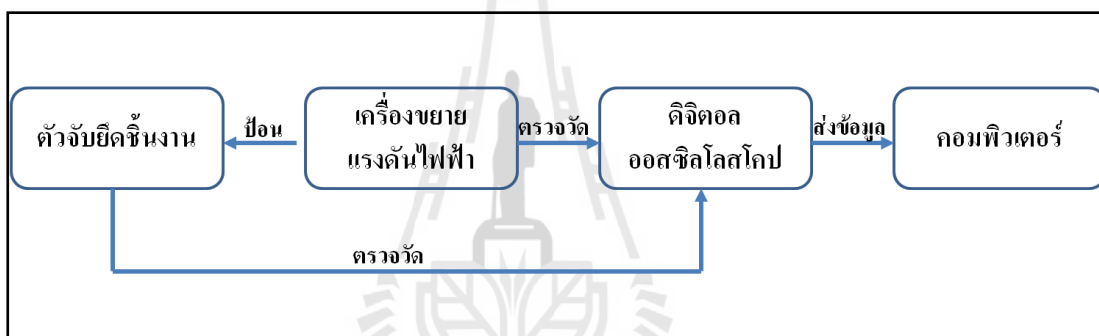 ตัวจับยึดชิ้นงาน
ป้อน
เครื่องขยาย
แรงดันไฟฟ้า
ตรวจวัด
ดิจิตอล
ออสซิลโลสโคป
ส่งข้อมูล
คอมพิวเตอร์
ตรวจวัด